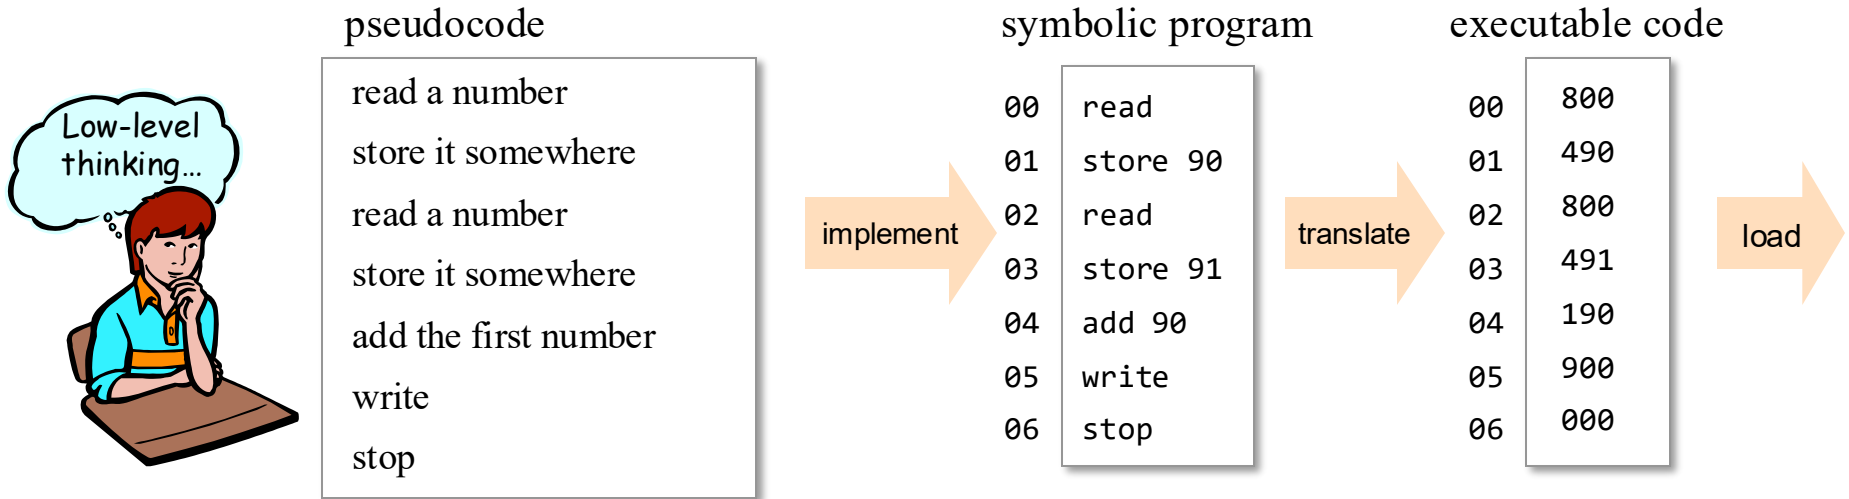 pseudocode
symbolic program
executable code
Low-level
thinking...
read a number
store it somewhere
read a number
store it somewhere
add the first number
write
stop
implement
00 read
01 store 90
02 read
03 store 91
04 add 90
05 write
06 stop
translate
00 800
01 490
02 800
03 491
04 190
05 900
06 000
load